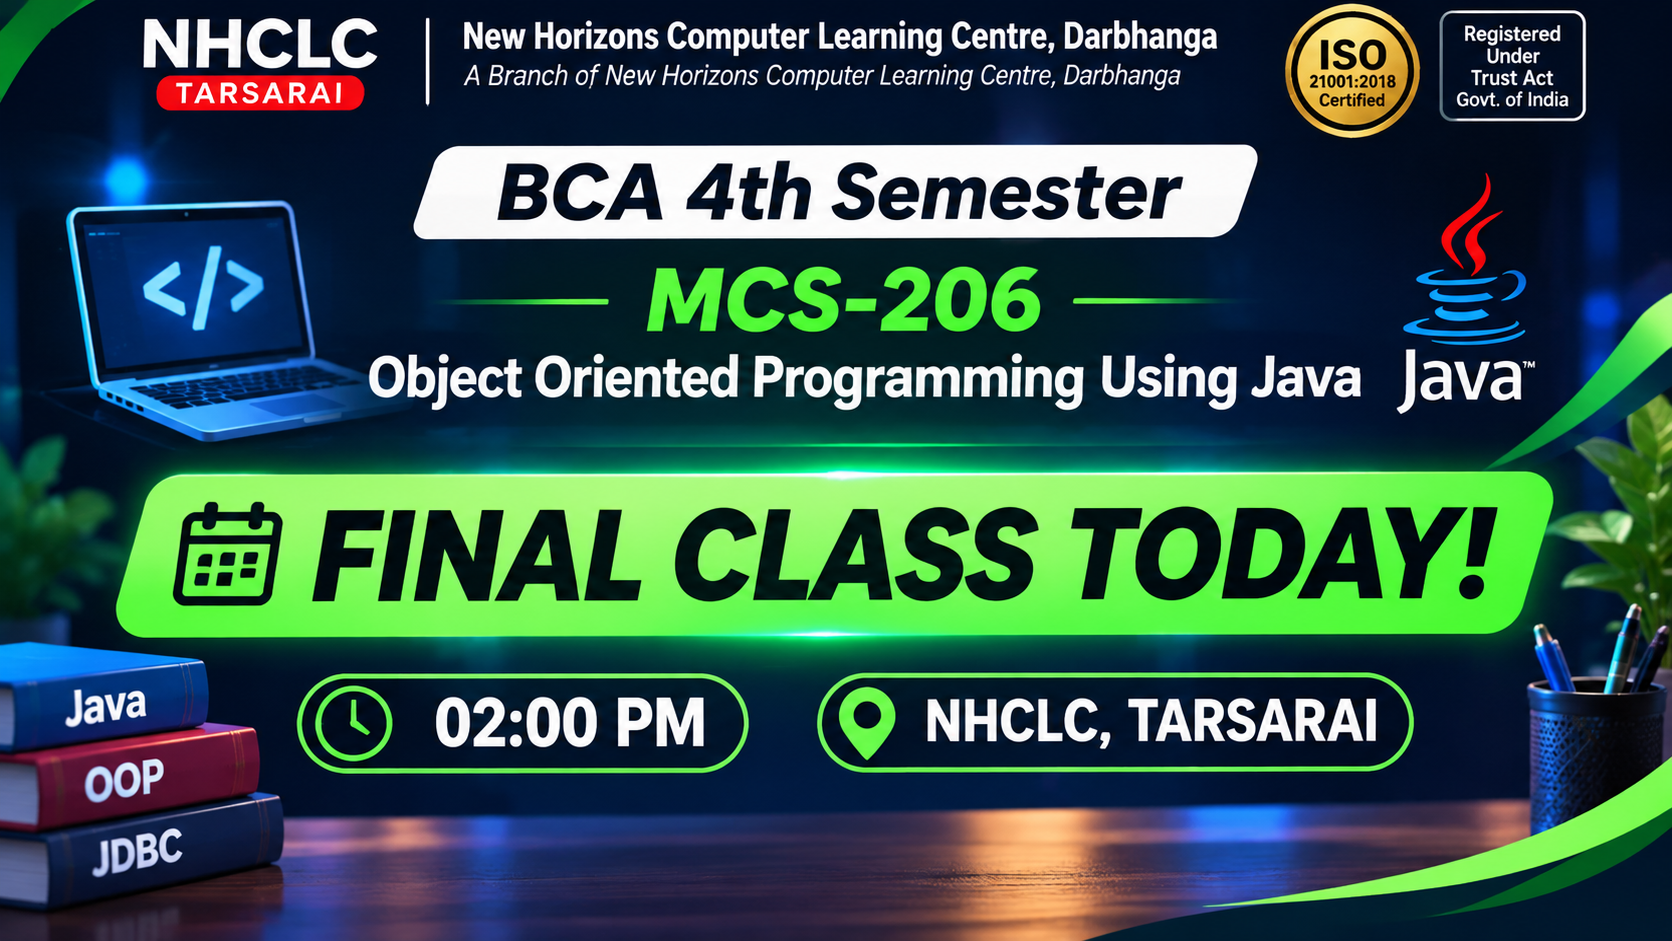 NHCLC
TARSARAI
New Horizons Computer Learning Centre, Darbhanga
A Branch of New Horizons Computer Learning Centre, Darbhanga
ISO
21001:2018
Certified
Registered
Under
Trust Act
Govt. of India
BCA 4th Semester
</>
MCS-206
Object Oriented Programming Using Java
Java™
FINAL CLASS TODAY!
02:00 PM
NHCLC, TARSARAI
Java
OOP
JDBC